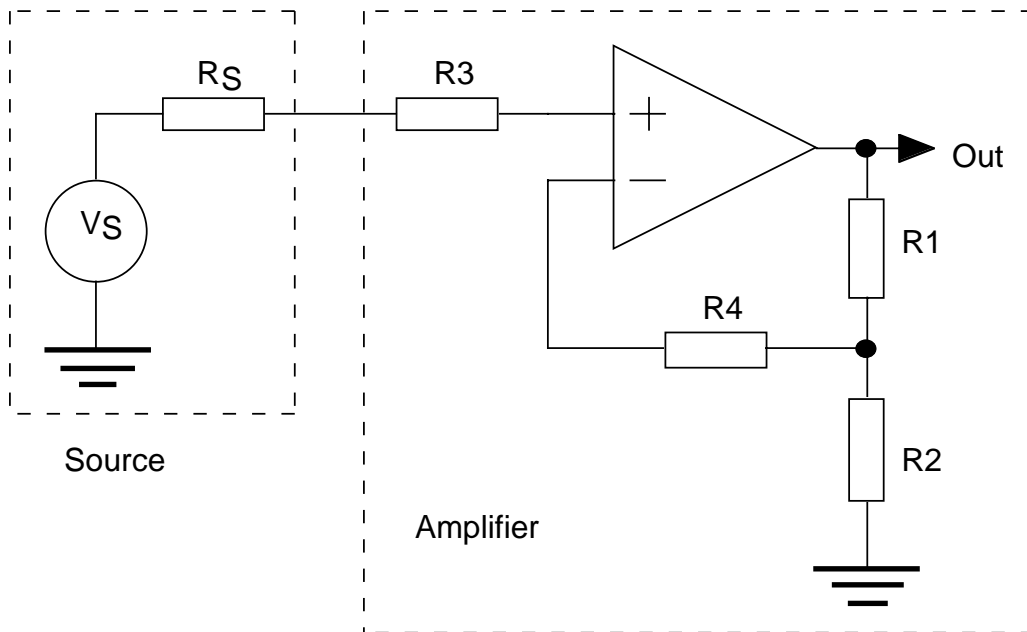 RS
R3
+
VS
−
Out
R1
R4
Source
R2
Amplifier